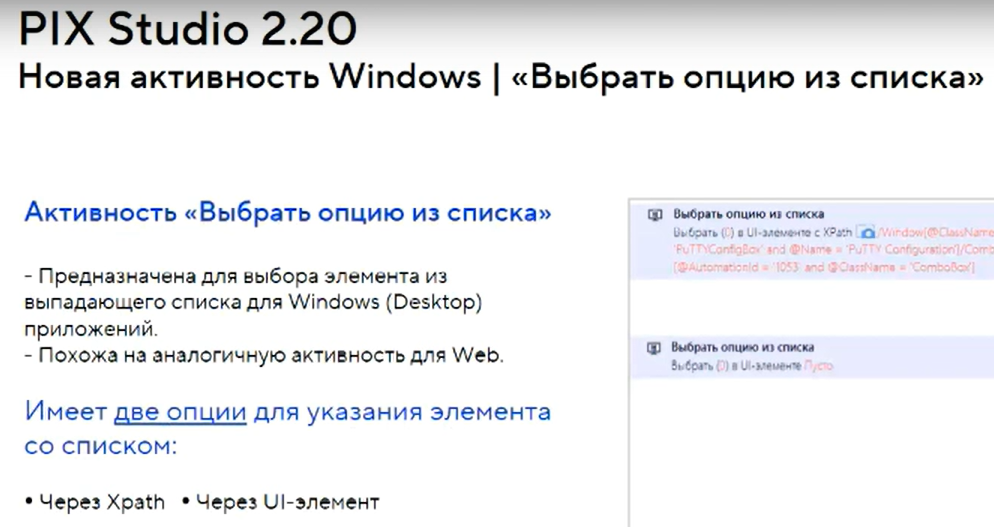 PIX Studio 2.20
Новая активность Windows | «Выбрать опцию из списка»
Активность «Выбрать опцию из списка»
- Предназначена для выбора элемента из
выпадающего списка для Windows (Desktop)
приложений.
- Похожа на аналогичную активность для Web.
Имеет две опции для указания элемента
со списком:
• Через Xpath • Через UI-элемент
Выбрать опцию из списка
Выбрать (0) в UI-элементе с XPath /Window[@ClassName
'PuTTYConfigBox' and @Name = 'PuTTY Configuration']/Comb
[@AutomationId = '1053' and @ClassName = 'ComboBox']
Выбрать опцию из списка
Выбрать (0) в UI-элементе Пусто